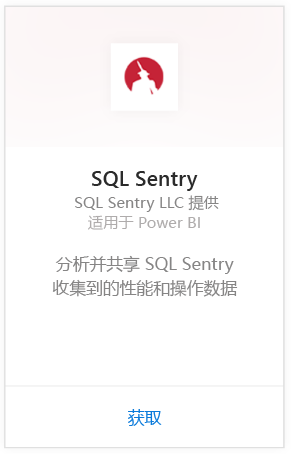 SQL Sentry
SQL Sentry LLC 提供
适用于 Power BI
分析并共享 SQL Sentry
收集到的性能和操作数据
获取